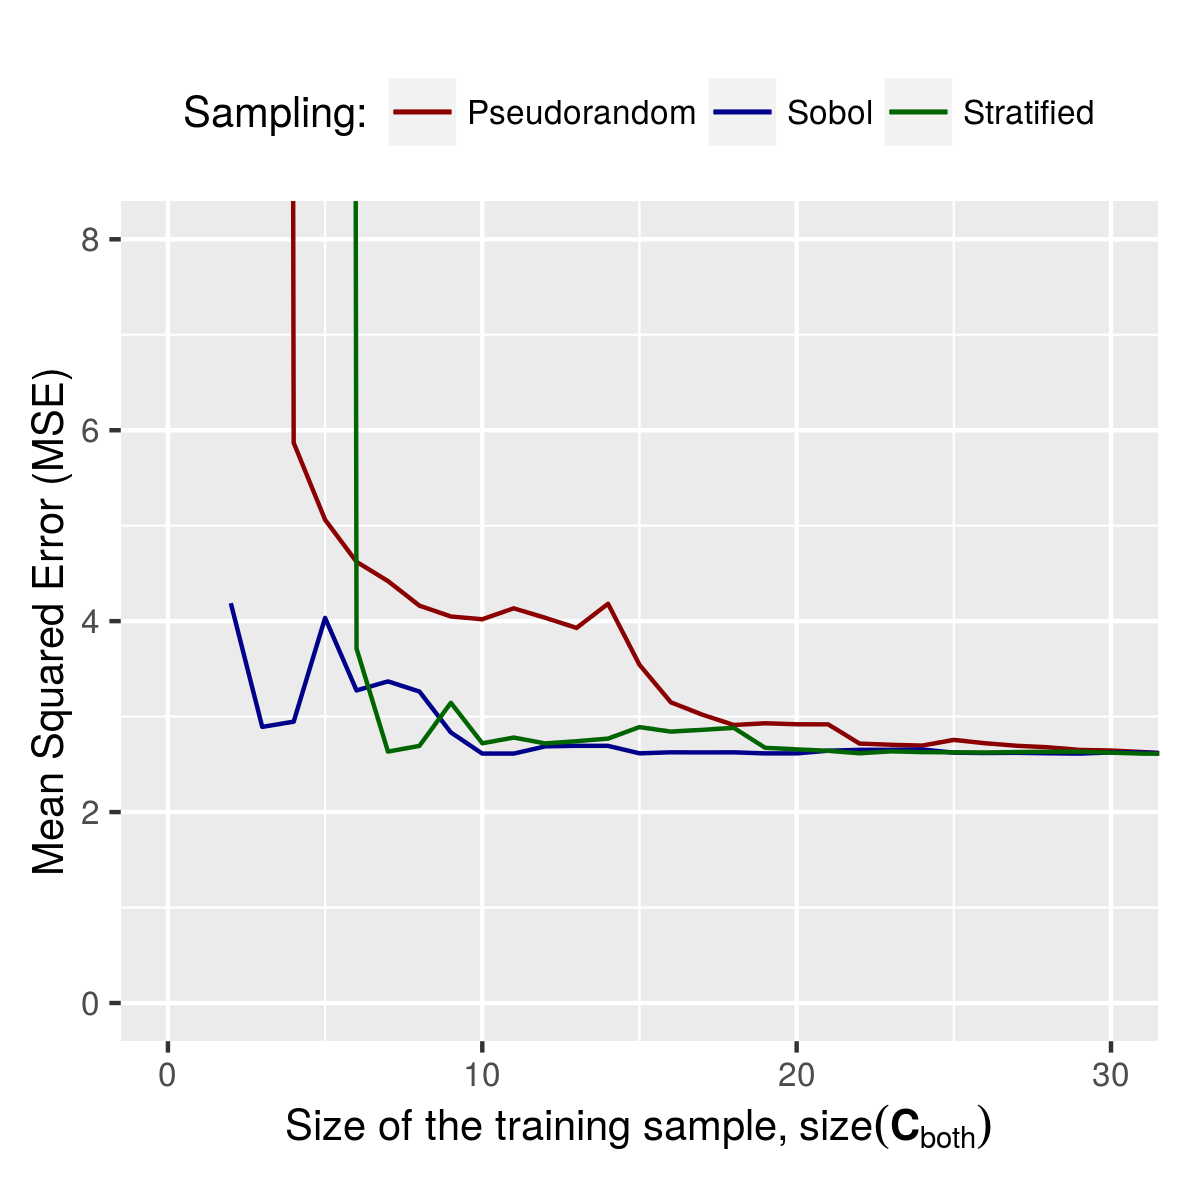 Sampling: Pseudorandom Sobol Stratified
8
6
4
2
0
Mean Squared Error (MSE)
0 10 20 30
Size of the training sample, size(C_both)